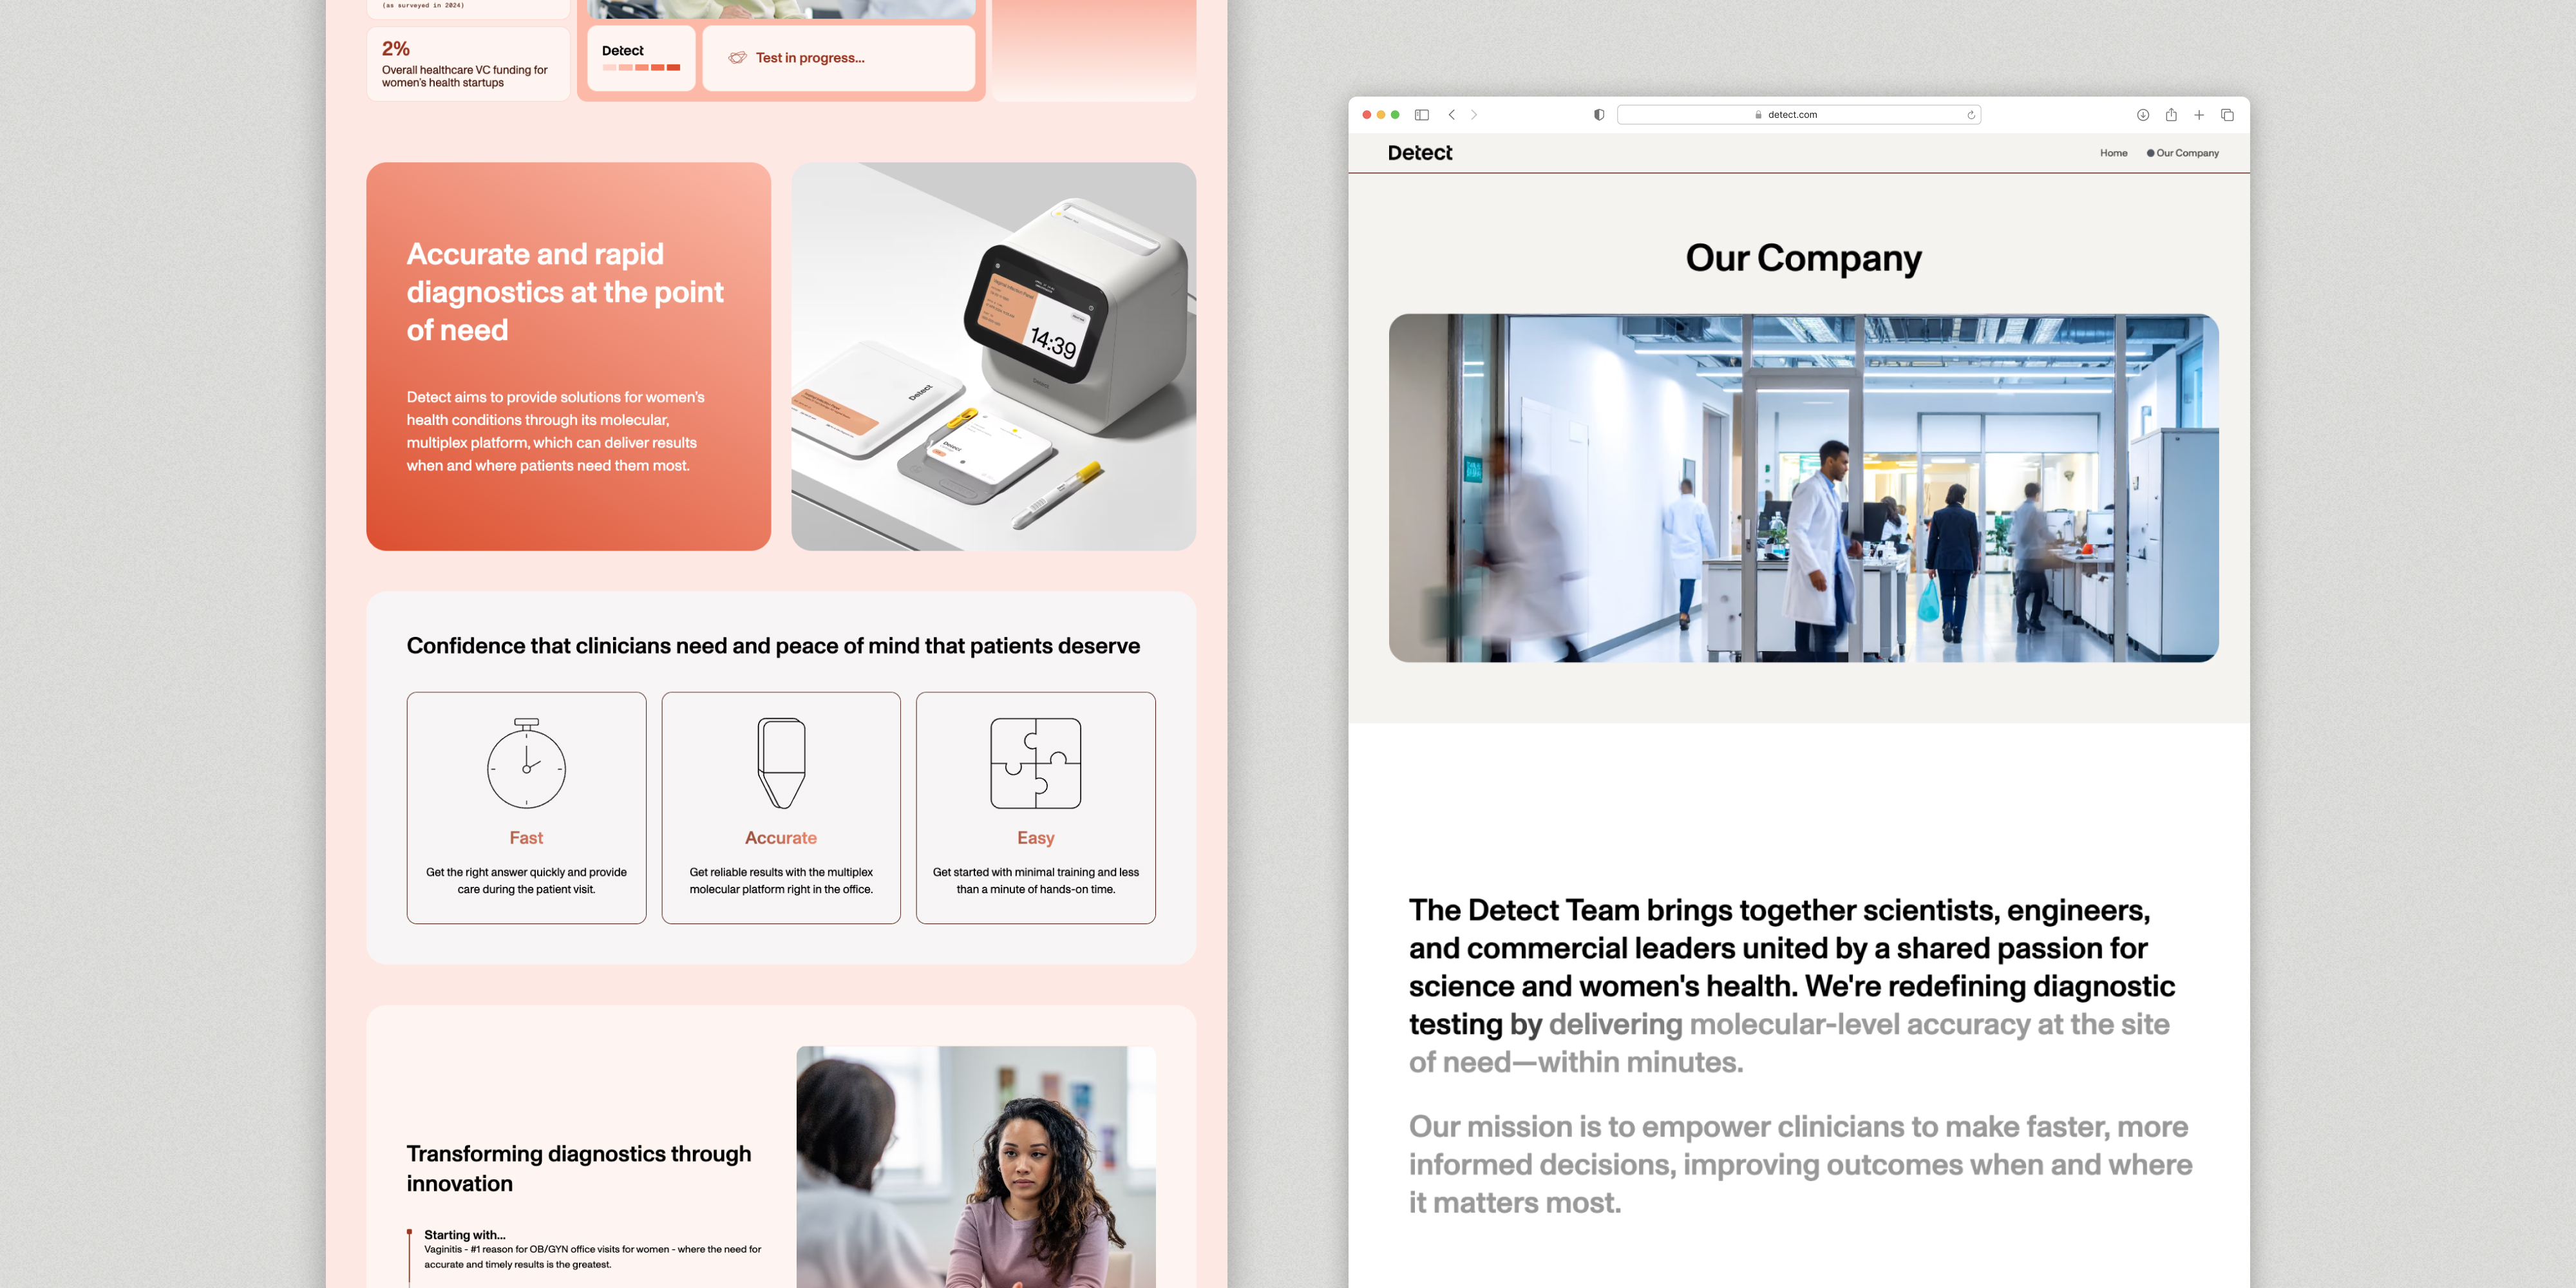 (as surveyed in 2024)
2%
Overall healthcare VC funding for
women's health startups
Detect
Test in progress...
Accurate and rapid
diagnostics at the point
of need
Detect aims to provide solutions for women's
health conditions through its molecular,
multiplex platform, which can deliver results
when and where patients need them most.
14:39
Detect
Detect
Detect
Confidence that clinicians need and peace of mind that patients deserve
Fast
Get the right answer quickly and provide
care during the patient visit.
Accurate
Get reliable results with the multiplex
molecular platform right in the office.
Easy
Get started with minimal training and less
than a minute of hands-on time.
Transforming diagnostics through
innovation
Starting with...
Vaginitis - #1 reason for OB/GYN office visits for women - where the need for
accurate and timely results is the greatest.
detect.com
Detect
Home
Our Company
Our Company
The Detect Team brings together scientists, engineers,
and commercial leaders united by a shared passion for
science and women's health. We're redefining diagnostic
testing by delivering molecular-level accuracy at the site
of need—within minutes.
Our mission is to empower clinicians to make faster, more
informed decisions, improving outcomes when and where
it matters most.